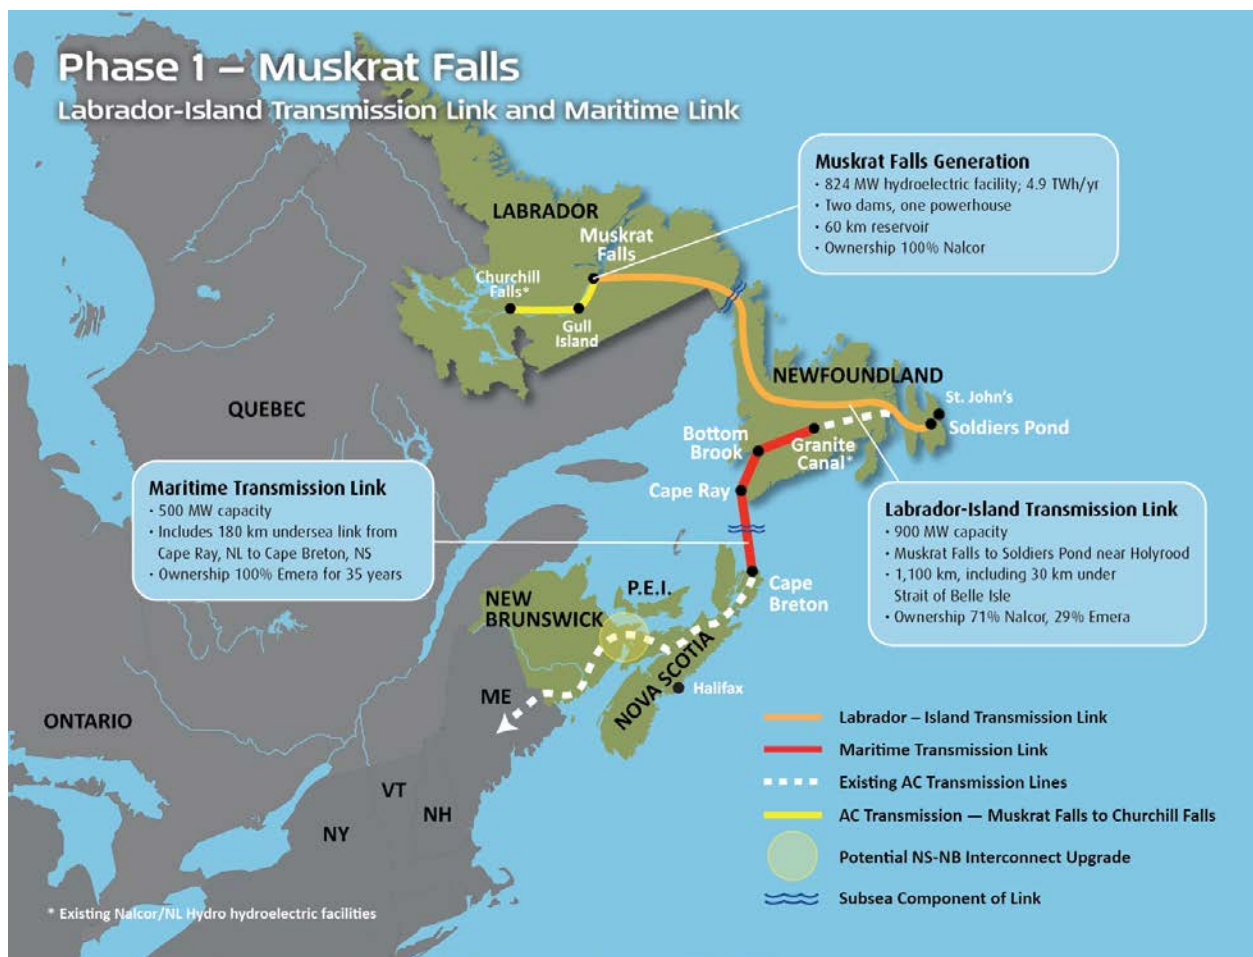 Phase 1 – Muskrat Falls
Labrador-Island Transmission Link and Maritime Link
Muskrat Falls Generation
· 824 MW hydroelectric facility; 4.9 TWh/yr
· Two dams, one powerhouse
· 60 km reservoir
· Ownership 100% Nalcor
LABRADOR
Muskrat
Falls
Churchill
Falls*
Gull
Island
NEWFOUNDLAND
St. John's
Soldiers Pond
QUEBEC
Bottom
Brook
Granite
Canal*
Cape Ray
Maritime Transmission Link
· 500 MW capacity
· Includes 180 km undersea link from
Cape Ray, NL to Cape Breton, NS
· Ownership 100% Emera for 35 years
Labrador-Island Transmission Link
· 900 MW capacity
· Muskrat Falls to Soldiers Pond near Holyrood
· 1,100 km, including 30 km under
Strait of Belle Isle
· Ownership 71% Nalcor, 29% Emera
P.E.I.
Cape
Breton
NEW
BRUNSWICK
NOVA SCOTIA
Halifax
ME
ONTARIO
VT
NH
NY
Labrador – Island Transmission Link
Maritime Transmission Link
Existing AC Transmission Lines
AC Transmission — Muskrat Falls to Churchill Falls
Potential NS-NB Interconnect Upgrade
Subsea Component of Link
* Existing Nalcor/NL Hydro hydroelectric facilities